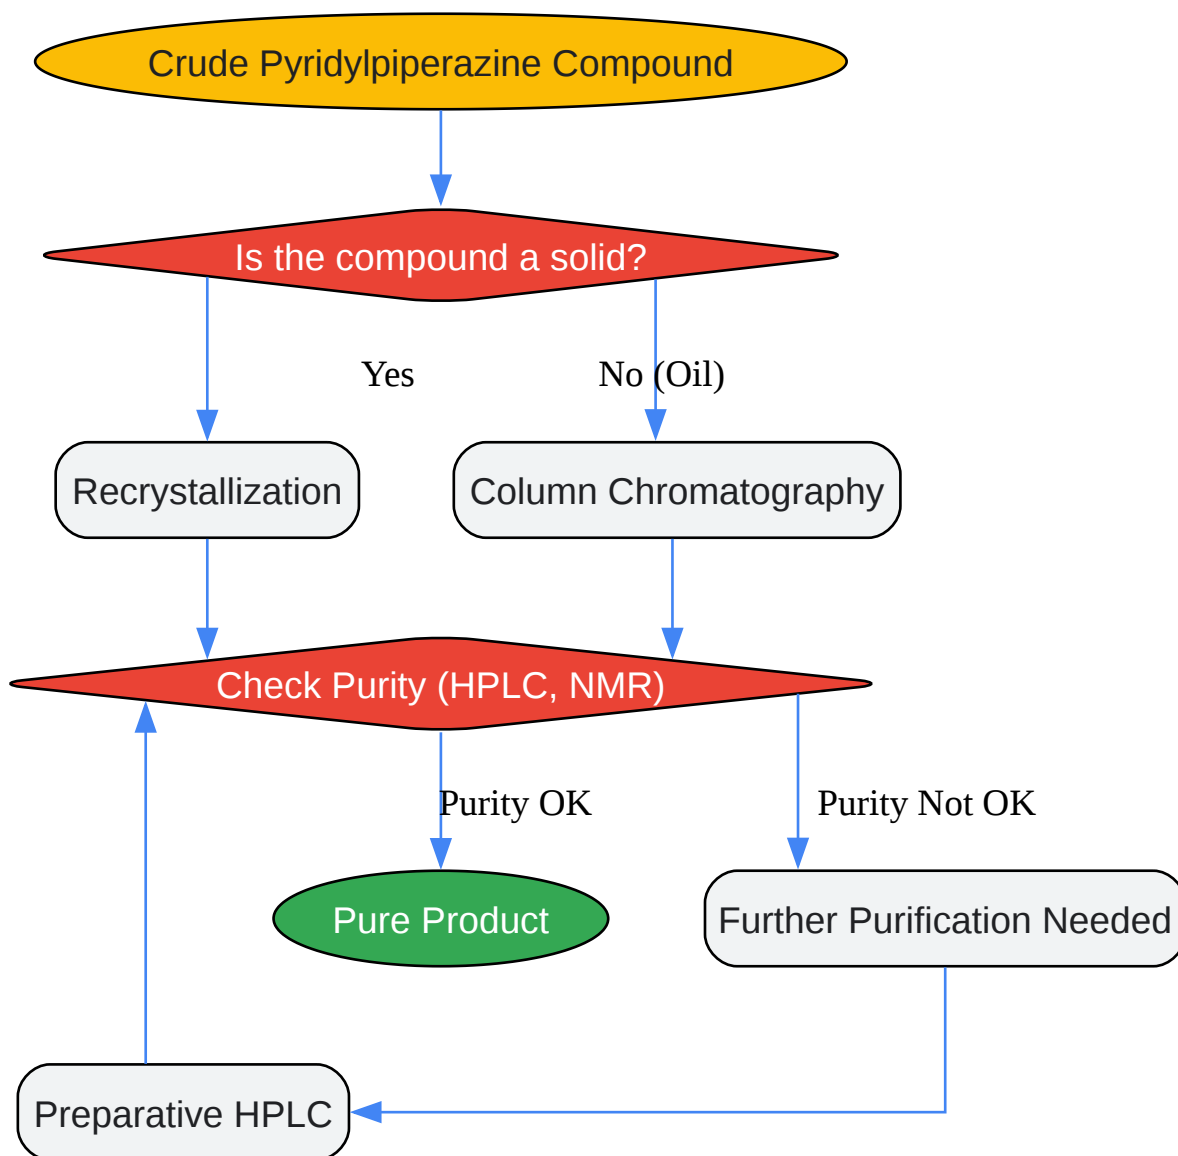 Crude Pyridylpiperazine Compound
Is the compound a solid?
Yes
No (Oil)
Recrystallization
Column Chromatography
Check Purity (HPLC, NMR)
Purity OK
Purity Not OK
Pure Product
Further Purification Needed
Preparative HPLC